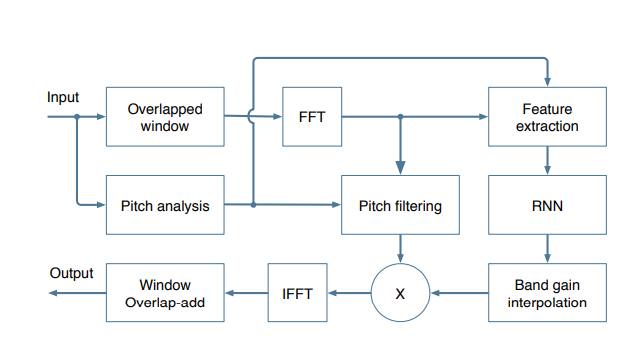 Input
Overlapped
window
FFT
Feature
extraction
Pitch analysis
Pitch filtering
RNN
Output
Window
Overlap-add
IFFT
X
Band gain
interpolation